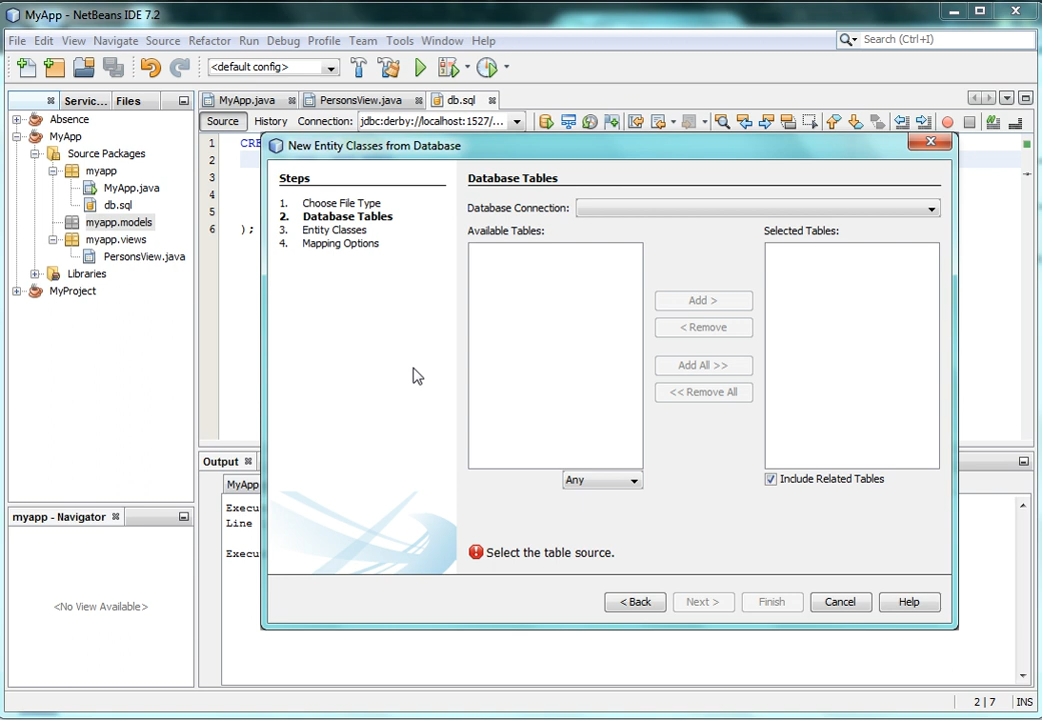 MyApp - NetBeans IDE 7.2
File Edit View Navigate Source Refactor Run Debug Profile Team Tools Window Help
Search (Ctrl+I)
<default config>
Servic... Files
MyApp.java PersonsView.java db.sql
Source History Connection: jdbc:derby://localhost:1527/...
Absence
MyApp
Source Packages
myapp
MyApp.java
db.sql
myapp.models
myapp.views
PersonsView.java
Libraries
MyProject
1 CRE
2
3
4
5
6 );
New Entity Classes from Database
Steps
1. Choose File Type
2. Database Tables
3. Entity Classes
4. Mapping Options
Database Tables
Database Connection:
Available Tables:
Selected Tables:
Add >
< Remove
Add All >>
<< Remove All
Any
Include Related Tables
Select the table source.
< Back Next > Finish Cancel Help
Output
MyApp
Execu
Line
Execu
myapp - Navigator
<No View Available>
2 | 7 INS